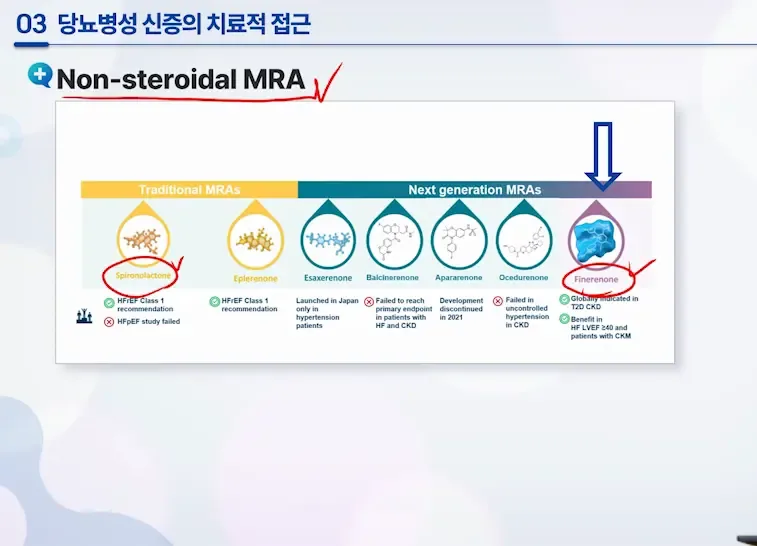 03 당뇨병성 신증의 치료적 접근
Non-steroidal MRA
Traditional MRAs
Next generation MRAs
Spironolactone
Eplerenone
Esaxerenone
Balcinerenone
Apararenone
Ocedurenone
Finerenone
HFrEF Class 1
recommendation
HFpEF study failed
HFrEF Class 1
recommendation
Launched in Japan
only in
hypertension
patients
Failed to reach
primary endpoint
in patients with
HF and CKD
Development
discontinued
in 2021
Failed in
uncontrolled
hypertension
in CKD
Globally indicated in
T2D CKD
Benefit in
HF LVEF ≥40 and
patients with CKM